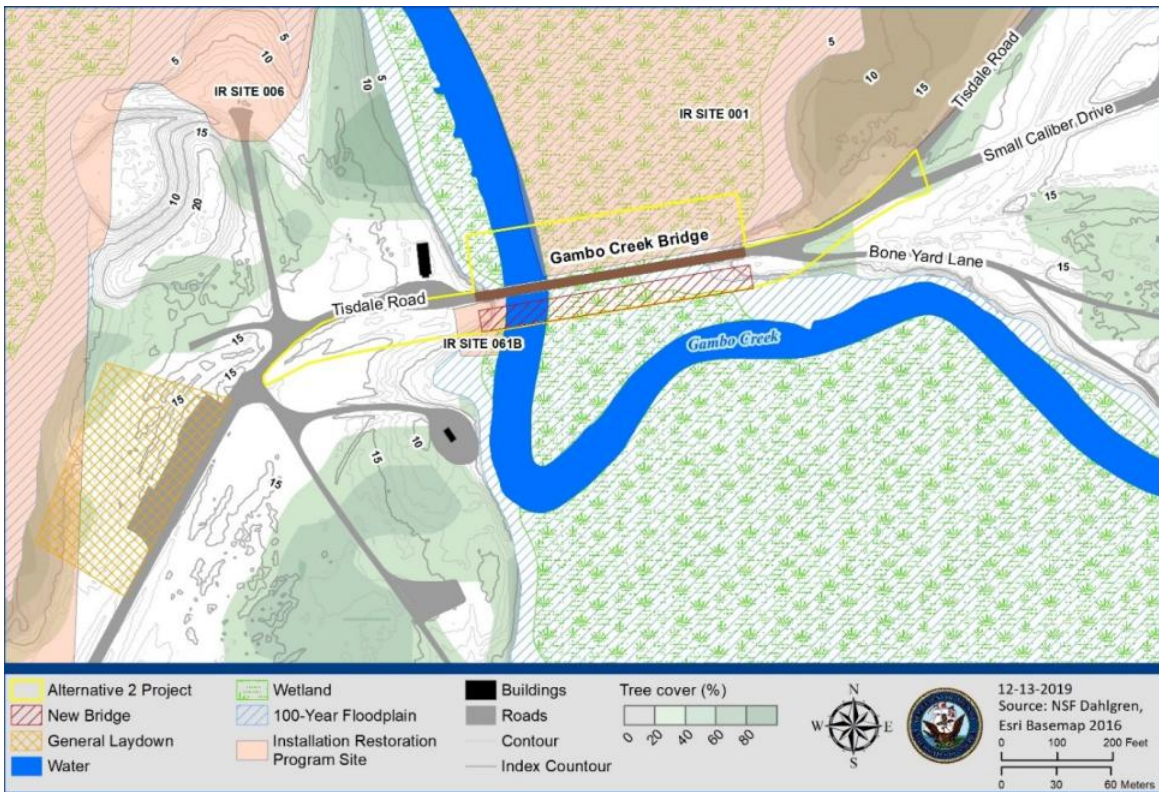 5
10
5
5
10
15
IR SITE 006
15
10
20
IR SITE 001
5
10
15
Tisdale Road
Small Caliber Drive
15
Gambo Creek Bridge
Bone Yard Lane
15
Tisdale Road
IR SITE 061B
Gambo Creek
15
15
15
15
15
10
Alternative 2 Project
New Bridge
General Laydown
Water
Wetland
100-Year Floodplain
Installation Restoration
Program Site
Buildings
Roads
Contour
Index Countour
Tree cover (%)
0 20 40 60 80
N
W E
S
12-13-2019
Source: NSF Dahlgren,
Esri Basemap 2016
0 100 200 Feet
0 30 60 Meters